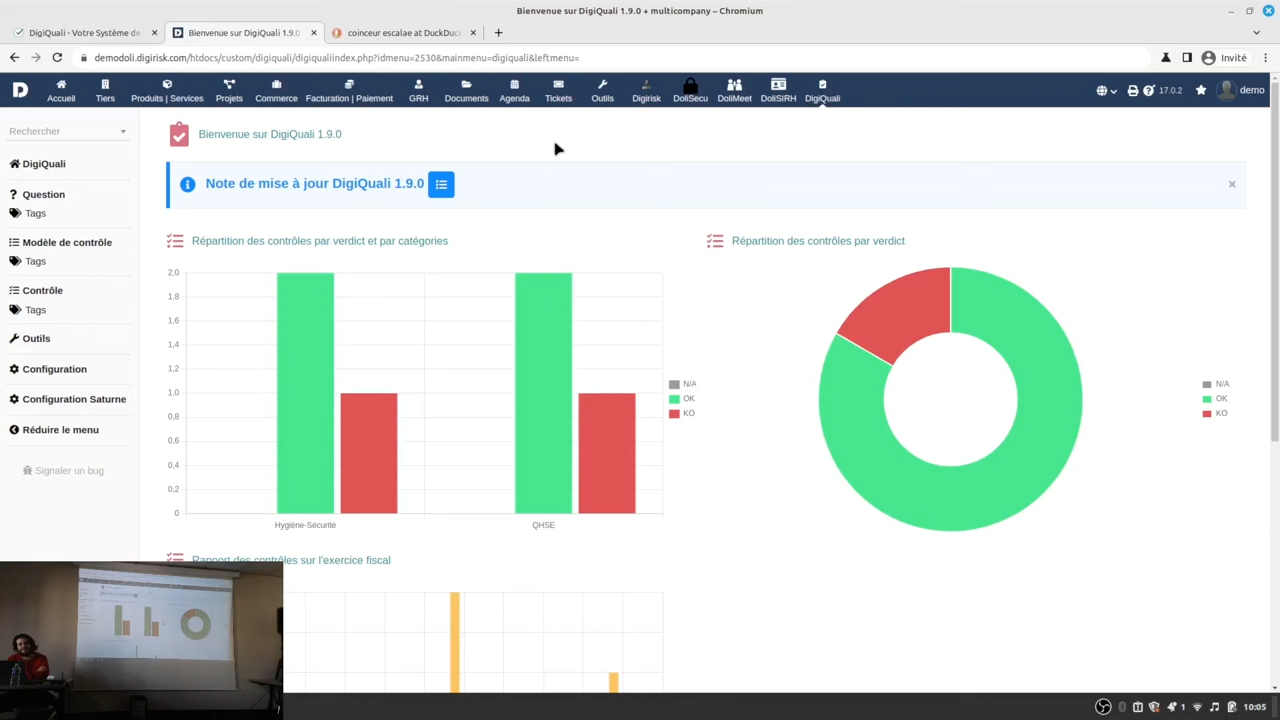 Bienvenue sur DigiQuali 1.9.0 + multicompany – Chromium
DigiQuali - Votre Système de
Bienvenue sur DigiQuali 1.9.0
coinceur escalae at DuckDuc
demodoli.digirisk.com/htdocs/custom/digiquali/digiqualiindex.php?idmenu=2530&mainmenu=digiquali&leftmenu=
Invité
Accueil
Tiers
Produits | Services
Projets
Commerce
Facturation | Paiement
GRH
Documents
Agenda
Tickets
Outils
Digirisk
DoliSecu
DoliMeet
DoliSIRH
DigiQuali
17.0.2
demo
Rechercher
DigiQuali
Question
Tags
Modèle de contrôle
Tags
Contrôle
Tags
Outils
Configuration
Configuration Saturne
Réduire le menu
Signaler un bug
Bienvenue sur DigiQuali 1.9.0
Note de mise à jour DigiQuali 1.9.0
Répartition des contrôles par verdict et par catégories
2,0
1,8
1,6
1,4
1,2
1,0
0,8
0,6
0,4
0,2
0
Hygiène-Sécurité
QHSE
N/A
OK
KO
Répartition des contrôles par verdict
N/A
OK
KO
Rapport des contrôles sur l'exercice fiscal
1
10:05